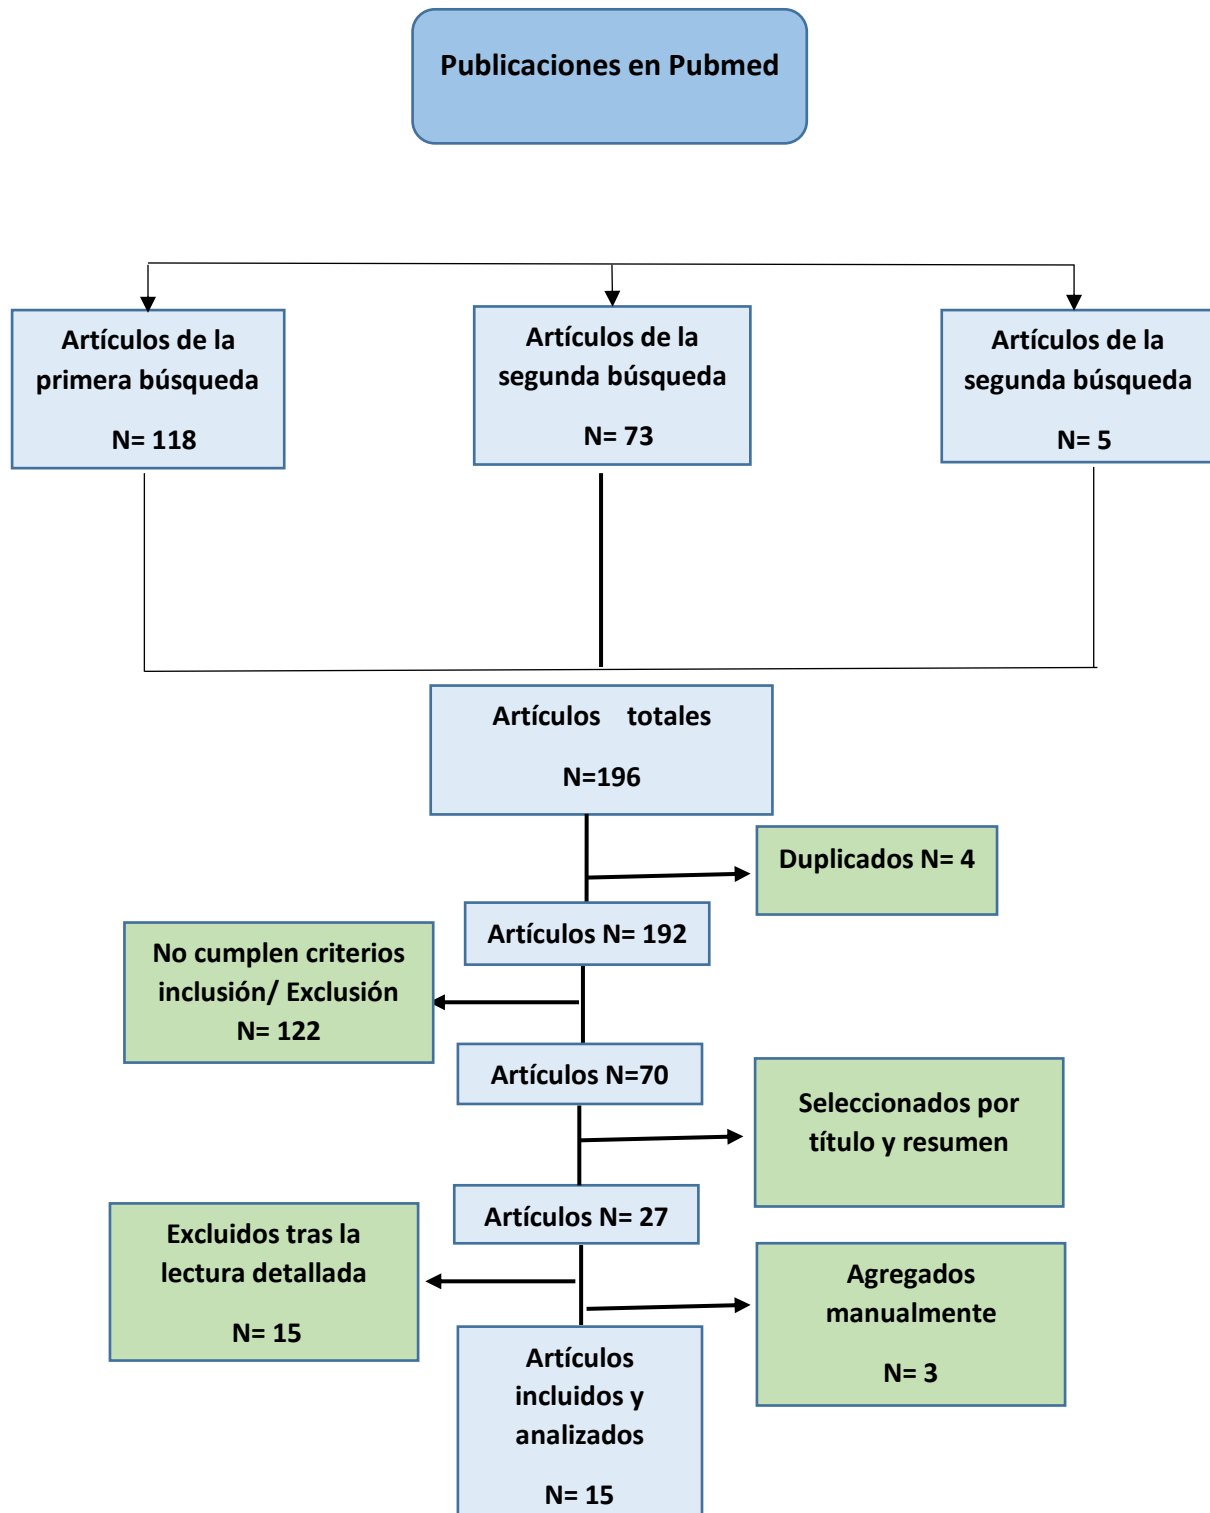 Publicaciones en Pubmed
Artículos de la
primera búsqueda
N= 118
Artículos de la
segunda búsqueda
N= 73
Artículos de la
segunda búsqueda
N= 5
Artículos totales
N=196
Duplicados N= 4
Artículos N= 192
No cumplen criterios
inclusión/ Exclusión
N= 122
Artículos N=70
Seleccionados por
título y resumen
Artículos N= 27
Excluidos tras la
lectura detallada
N= 15
Agregados
manualmente
N= 3
Artículos
incluidos y
analizados
N= 15